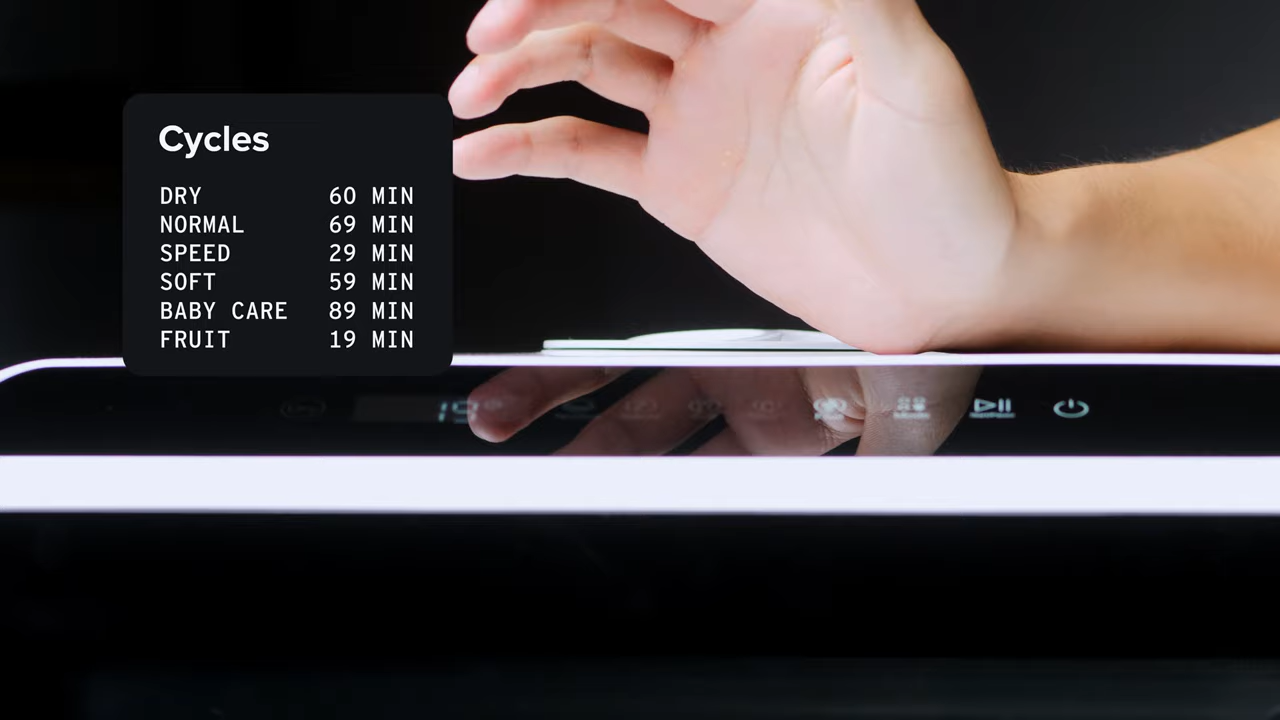 Cycles
DRY 60 MIN
NORMAL 69 MIN
SPEED 29 MIN
SOFT 59 MIN
BABY CARE 89 MIN
FRUIT 19 MIN
19